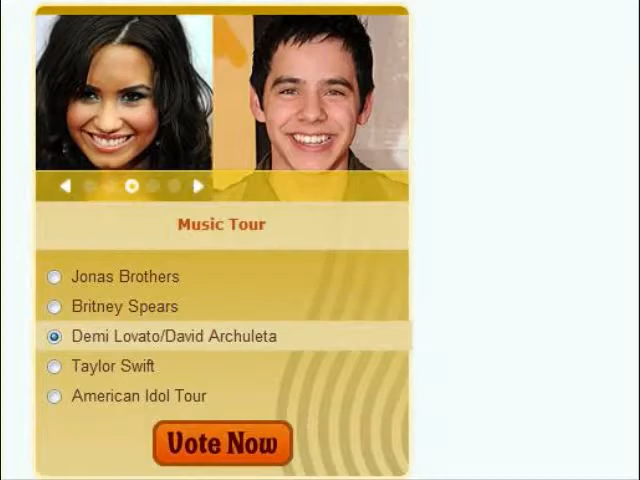 Music Tour
Jonas Brothers
Britney Spears
Demi Lovato/David Archuleta
Taylor Swift
American Idol Tour
Vote Now